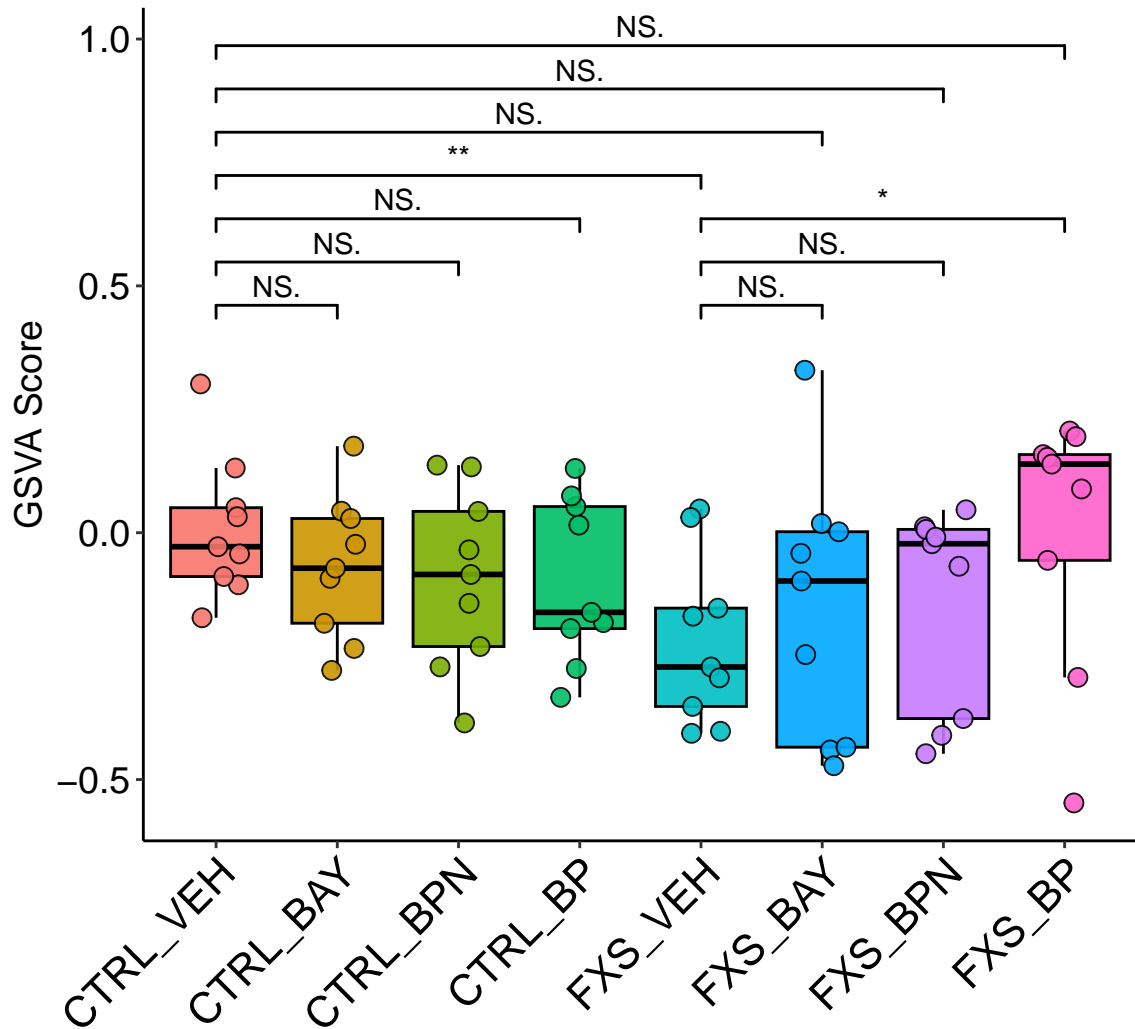 NS.
NS.
NS.
**
NS.
*
NS.
NS.
NS.
NS.
1.0
0.5
0.0
−0.5
GSVA Score
CTRL_VEH
CTRL_BAY
CTRL_BPN
CTRL_BP
FXS_VEH
FXS_BAY
FXS_BPN
FXS_BP